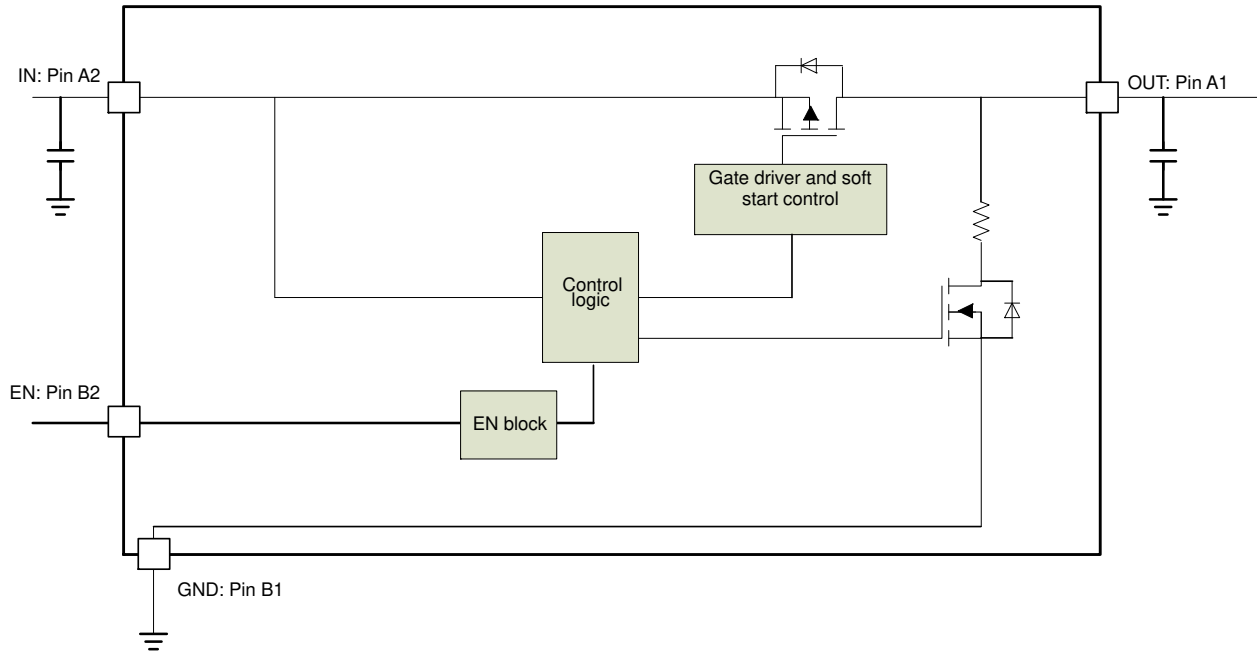 IN: Pin A2
OUT: Pin A1
Gate driver and soft
start control
Control
logic
EN: Pin B2
EN block
GND: Pin B1